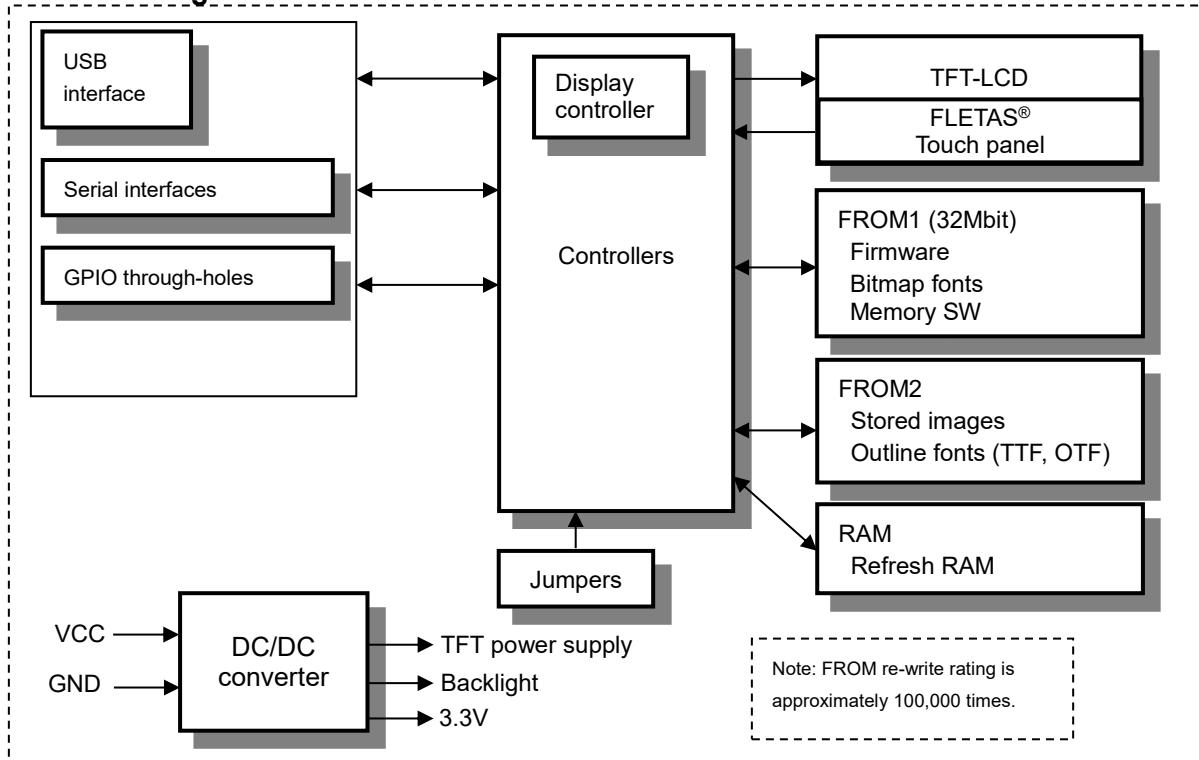 USB
interface
Serial interfaces
GPIO through-holes
Display
controller
Controllers
Jumpers
TFT-LCD
FLETAS®
Touch panel
FROM1 (32Mbit)
Firmware
Bitmap fonts
Memory SW
FROM2
Stored images
Outline fonts (TTF, OTF)
RAM
Refresh RAM
VCC
GND
DC/DC
converter
TFT power supply
Backlight
3.3V
Note: FROM re-write rating is
approximately 100,000 times.